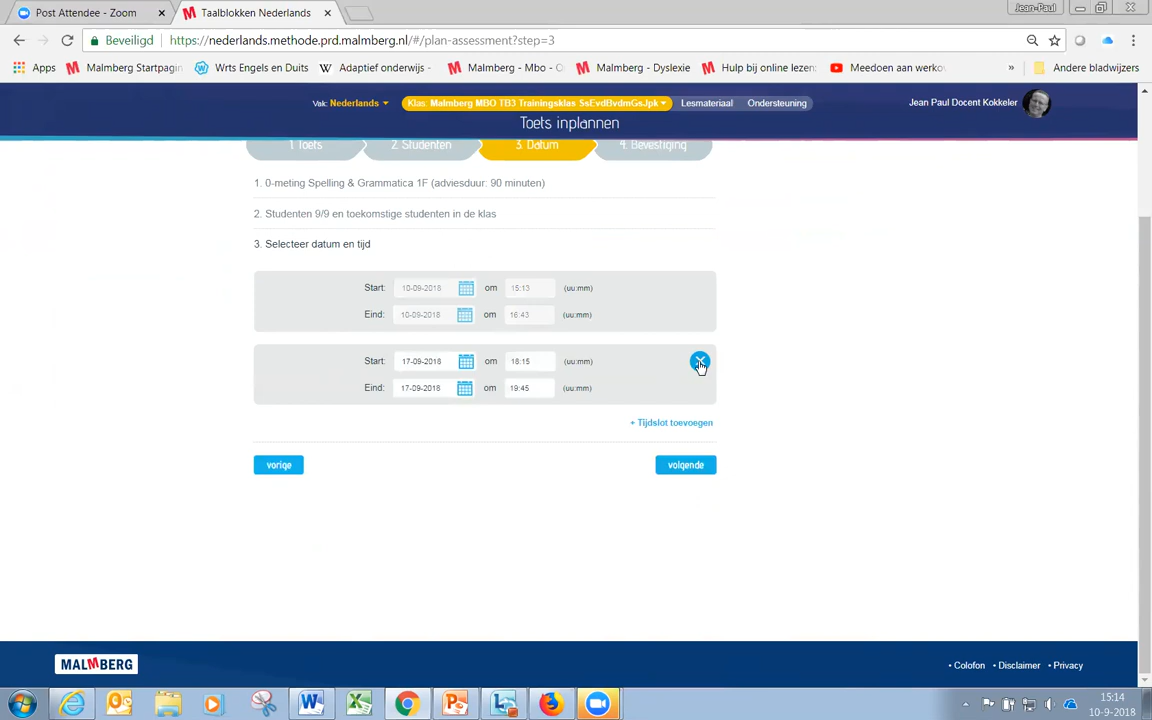 Post Attendee - Zoom
Taalblokken Nederlands
Jean-Paul
Beveiligd
https://nederlands.methode.prd.malmberg.nl/#/plan-assessment?step=3
Apps
Malmberg Startpagin
Wrts Engels en Duits
Adaptief onderwijs -
Malmberg - Mbo - O
Malmberg - Dyslexie
Hulp bij online lezen:
Meedoen aan werko
»
Andere bladwijzers
Vak: Nederlands
Klas: Malmberg MBO TB3 Trainingsklas SsEvdBvdmGsJpk
Lesmateriaal
Ondersteuning
Jean Paul Docent Kokkeler
Toets inplannen
1. Toets
2. Studenten
3. Datum
4. Bevestiging
1. 0-meting Spelling & Grammatica 1F (adviesduur: 90 minuten)
2. Studenten 9/9 en toekomstige studenten in de klas
3. Selecteer datum en tijd
Start: 10-09-2018 om 15:13 (uu:mm)
Eind: 10-09-2018 om 16:43 (uu:mm)
Start: 17-09-2018 om 18:15 (uu:mm)
Eind: 17-09-2018 om 19:45 (uu:mm)
+ Tijdslot toevoegen
vorige
volgende
MALMBERG
• Colofon • Disclaimer • Privacy
15:14
10-9-2018